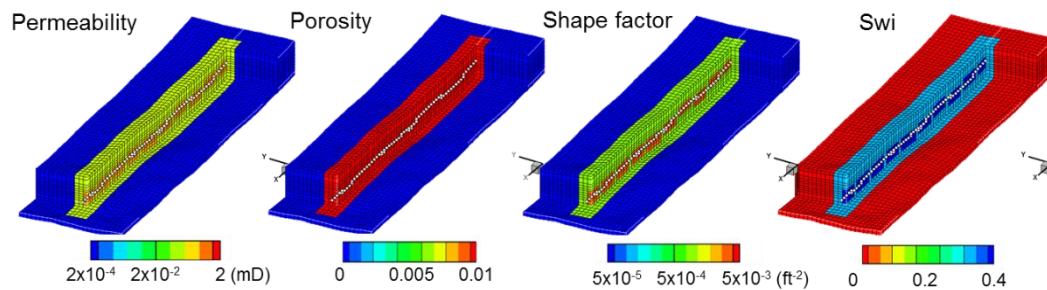 Permeability
Porosity
Shape factor
Swi
Y
X
Y
X
Y
X
2x10-4 2x10-2 2 (mD)
0 0.005 0.01
5x10-5 5x10-4 5x10-3 (ft-2)
0 0.2 0.4